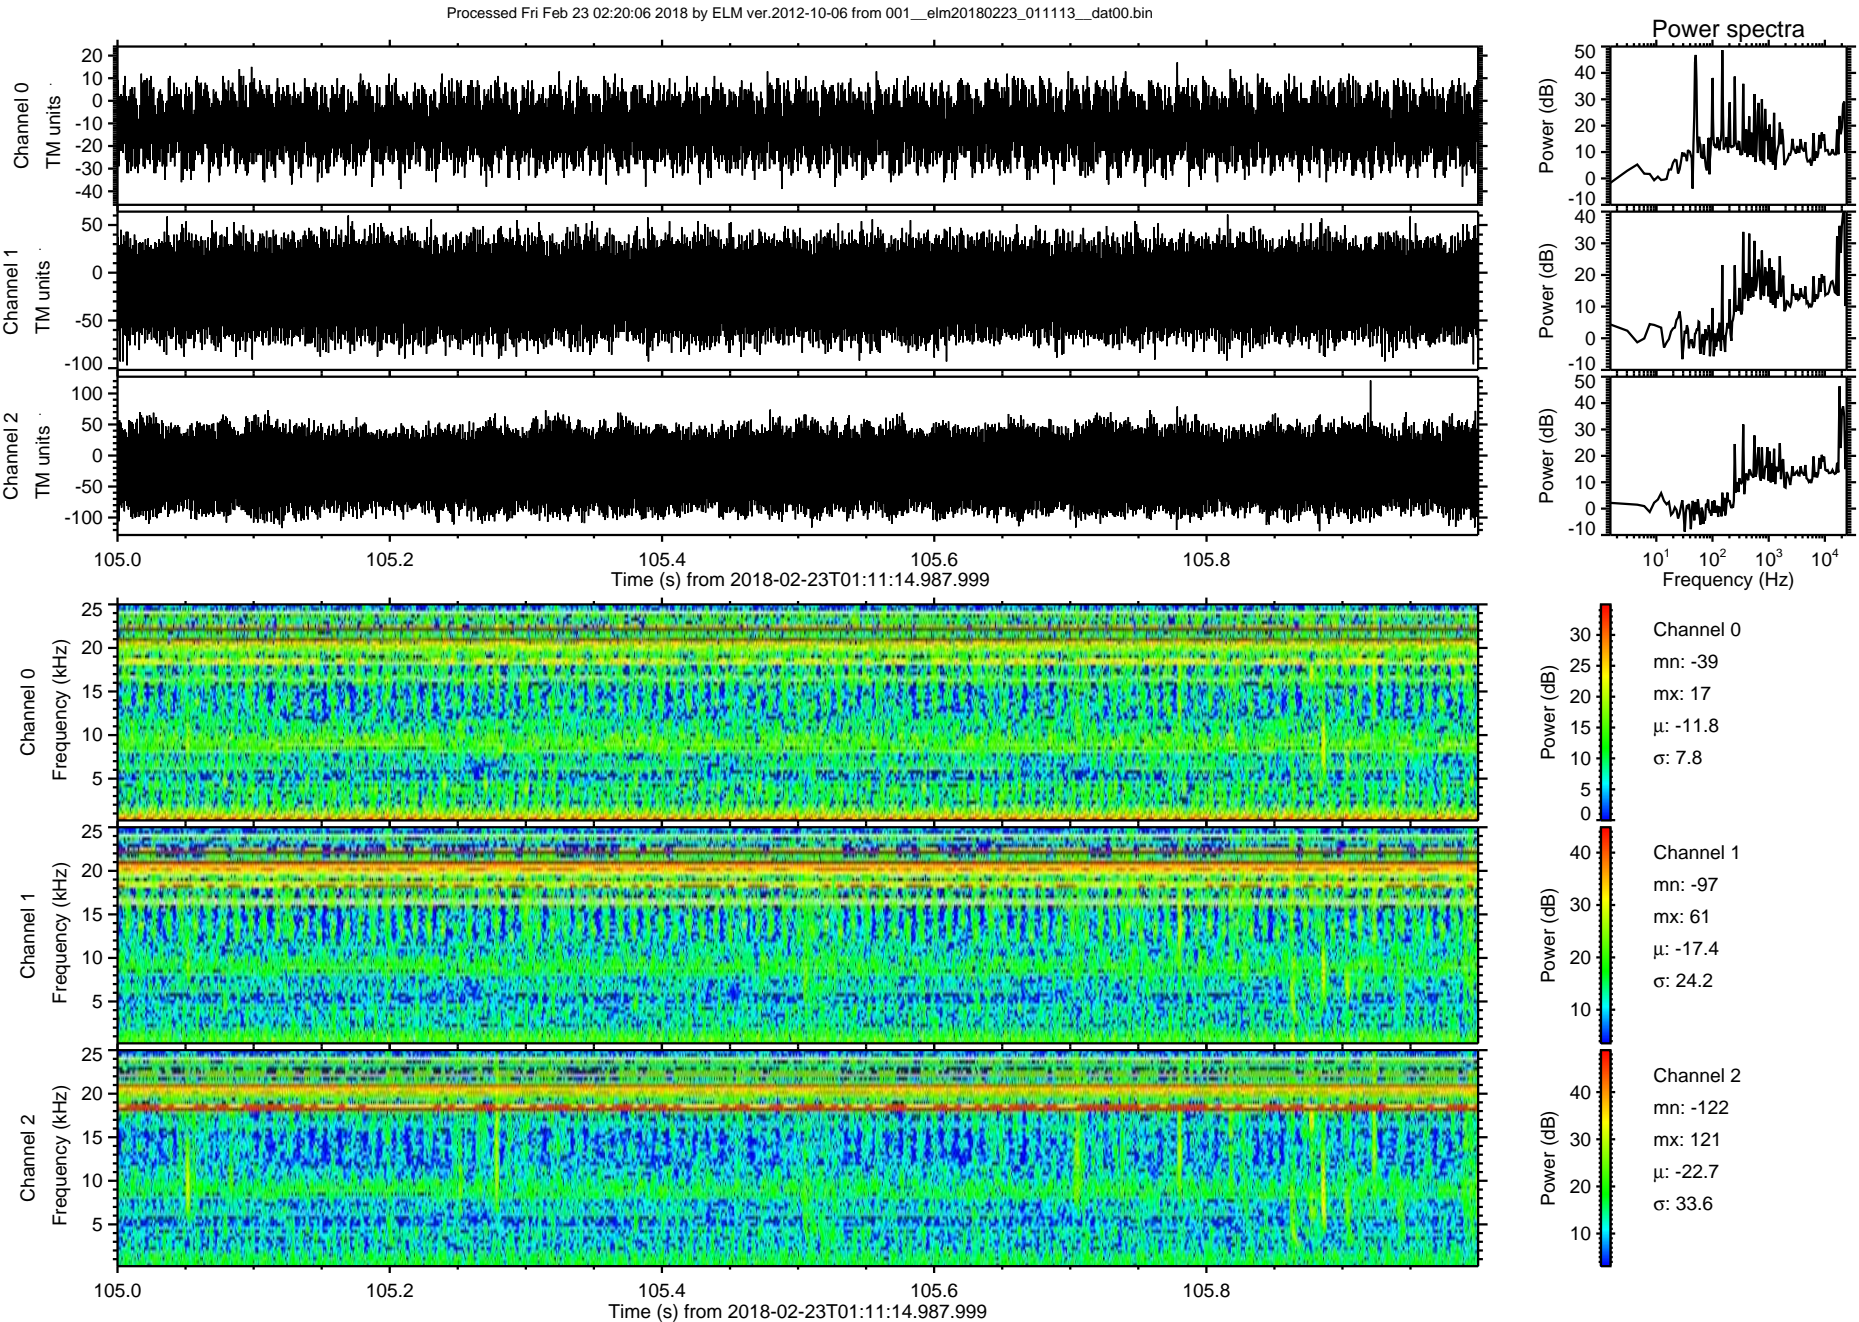 Processed Fri Feb 23 02:20:06 2018 by ELM ver.2012-10-06 from 001__elm20180223_011113__dat00.bin
Power spectra
Channel 0
TM units
20
10
0
-10
-20
-30
-40
Power (dB)
50
40
30
20
10
0
-10
Channel 1
TM units
50
0
-50
-100
Power (dB)
40
30
20
10
0
-10
Channel 2
TM units
100
50
0
-50
-100
Power (dB)
50
40
30
20
10
0
-10
105.0 105.2 105.4 105.6 105.8
Time (s) from 2018-02-23T01:11:14.987.999
10¹ 10² 10³ 10⁴
Frequency (Hz)
Channel 0
Frequency (kHz)
25
20
15
10
5
Power (dB)
30
25
20
15
10
5
0
Channel 0
mn: -39
mx: 17
μ: -11.8
σ: 7.8
Channel 1
Frequency (kHz)
25
20
15
10
5
Power (dB)
40
30
20
10
Channel 1
mn: -97
mx: 61
μ: -17.4
σ: 24.2
Channel 2
Frequency (kHz)
25
20
15
10
5
Power (dB)
40
30
20
10
Channel 2
mn: -122
mx: 121
μ: -22.7
σ: 33.6
105.0 105.2 105.4 105.6 105.8
Time (s) from 2018-02-23T01:11:14.987.999